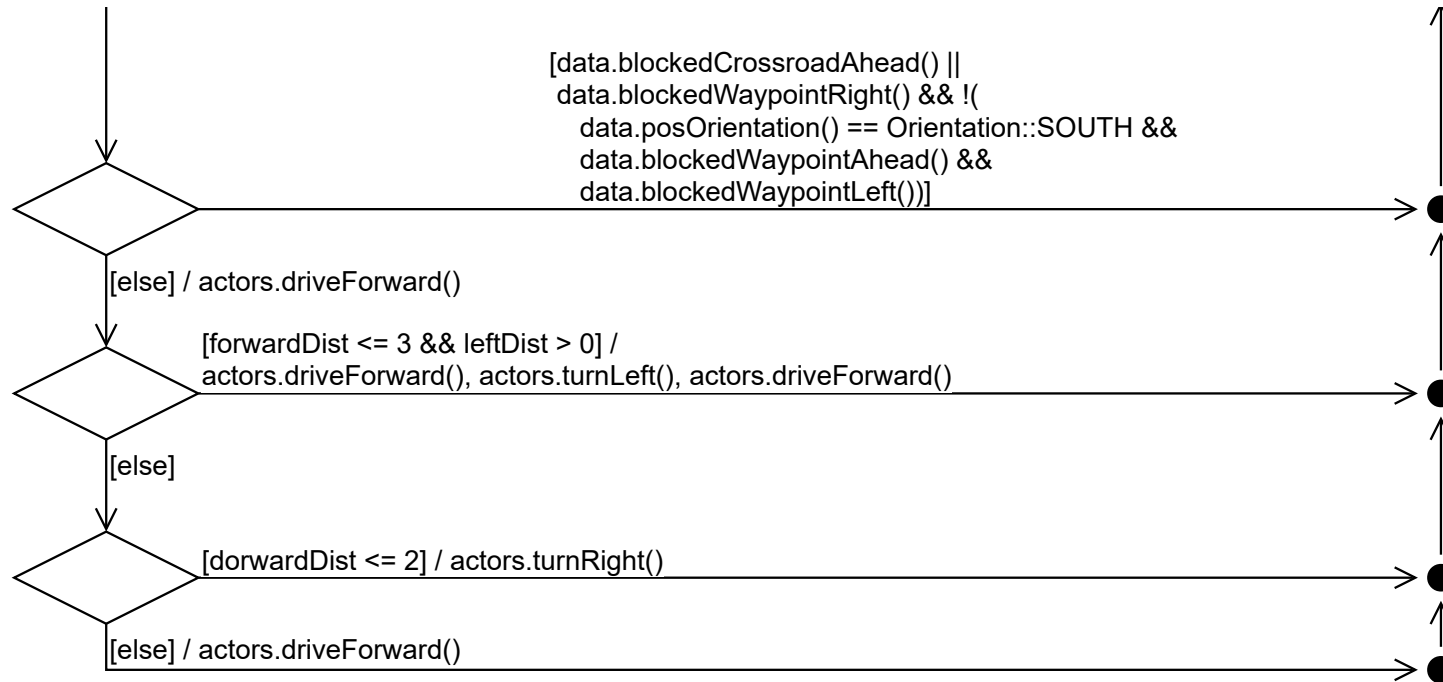 [data.blockedCrossroadAhead() ||
data.blockedWaypointRight() && !(
data.posOrientation() == Orientation::SOUTH &&
data.blockedWaypointAhead() &&
data.blockedWaypointLeft())]
[else] / actors.driveForward()
[forwardDist <= 3 && leftDist > 0] /
actors.driveForward(), actors.turnLeft(), actors.driveForward()
[else]
[dorwardDist <= 2] / actors.turnRight()
[else] / actors.driveForward()